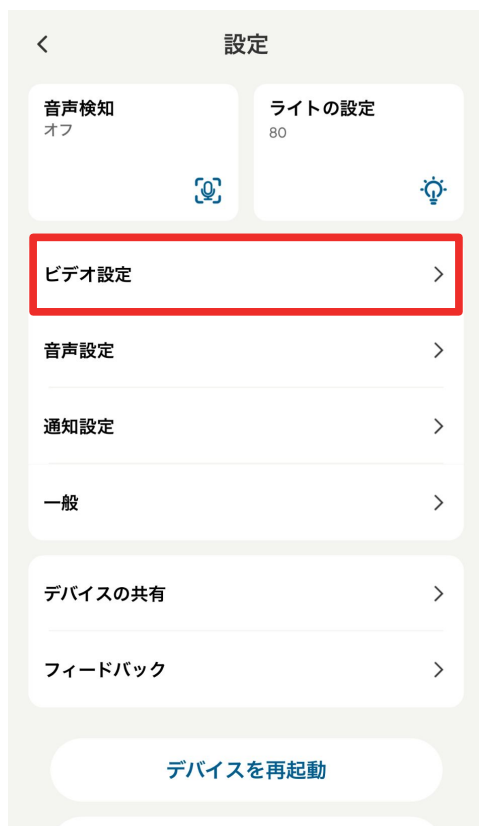 設定
音声検知
オフ
ライトの設定
80
ビデオ設定
音声設定
通知設定
一般
デバイスの共有
フィードバック
デバイスを再起動